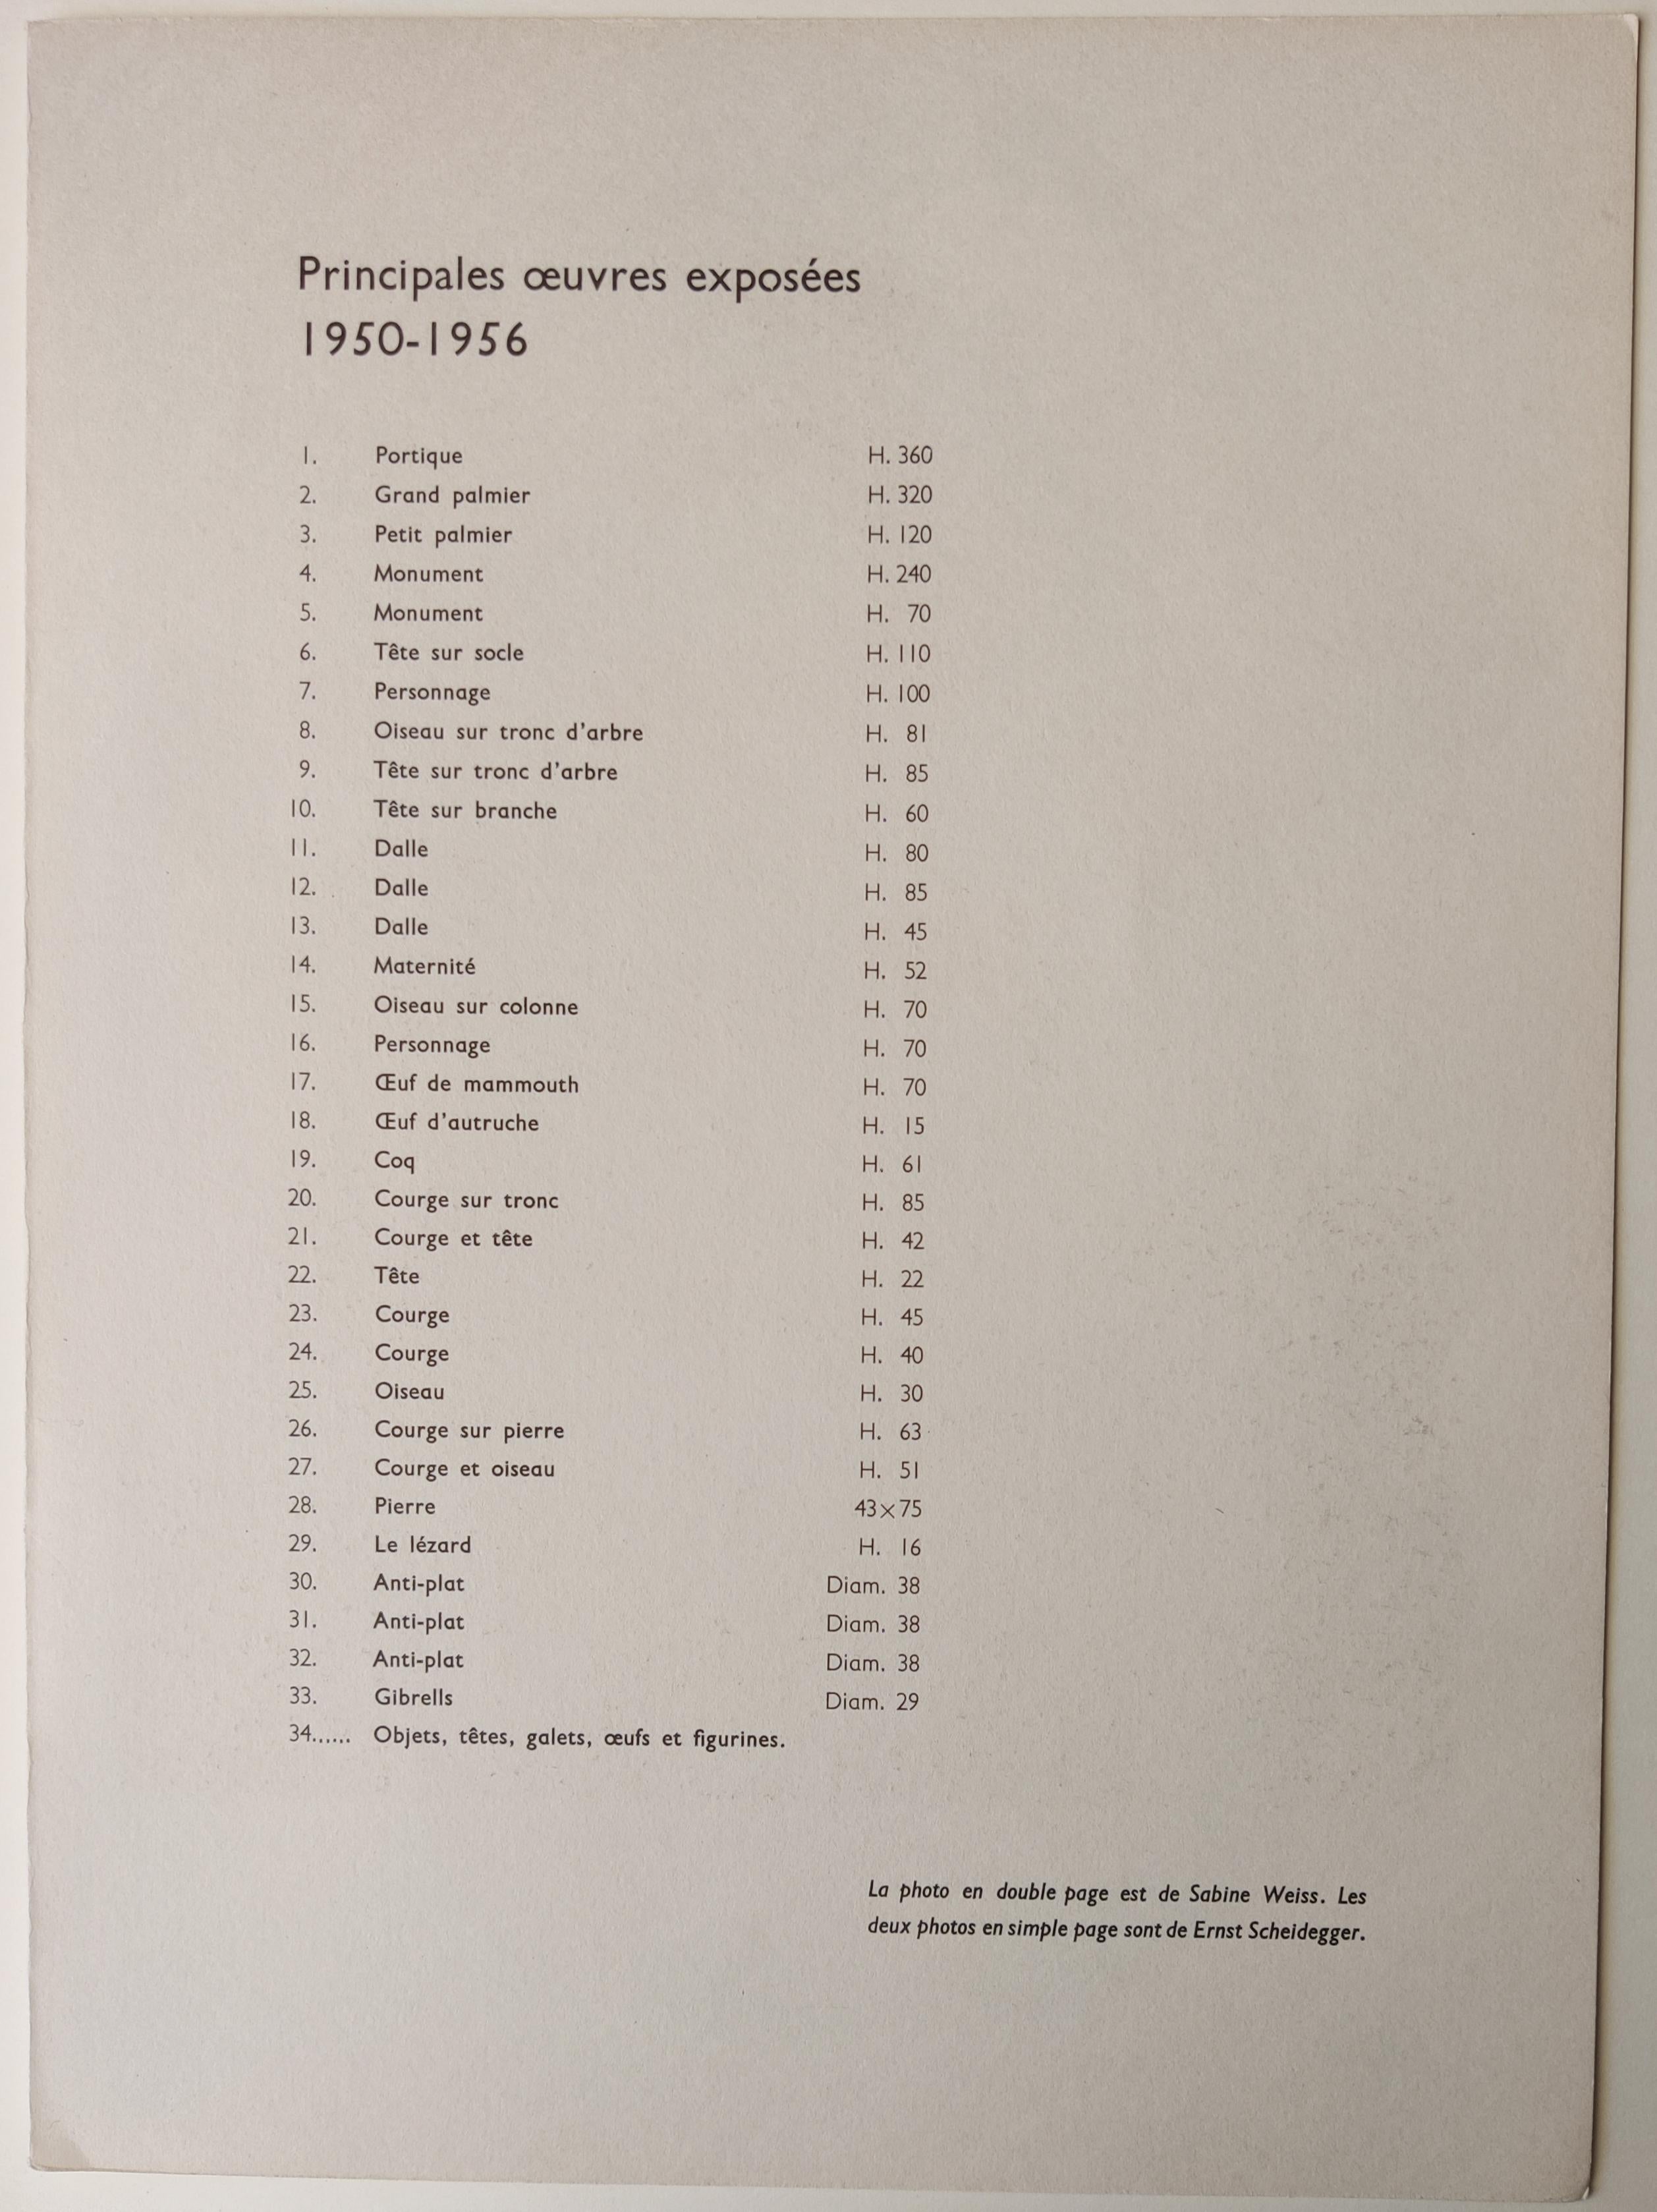 Principales œuvres exposées
1950-1956
1. Portique H. 360
2. Grand palmier H. 320
3. Petit palmier H. 120
4. Monument H. 240
5. Monument H. 70
6. Tête sur socle H. 110
7. Personnage H. 100
8. Oiseau sur tronc d'arbre H. 81
9. Tête sur tronc d'arbre H. 85
10. Tête sur branche H. 60
11. Dalle H. 80
12. Dalle H. 85
13. Dalle H. 45
14. Maternité H. 52
15. Oiseau sur colonne H. 70
16. Personnage H. 70
17. Œuf de mammouth H. 70
18. Œuf d'autruche H. 15
19. Coq H. 61
20. Courge sur tronc H. 85
21. Courge et tête H. 42
22. Tête H. 22
23. Courge H. 45
24. Courge H. 40
25. Oiseau H. 30
26. Courge sur pierre H. 63
27. Courge et oiseau H. 51
28. Pierre 43×75
29. Le lézard H. 16
30. Anti-plat Diam. 38
31. Anti-plat Diam. 38
32. Anti-plat Diam. 38
33. Gibrells Diam. 29
34...... Objets, têtes, galets, œufs et figurines.
La photo en double page est de Sabine Weiss. Les
deux photos en simple page sont de Ernst Scheidegger.